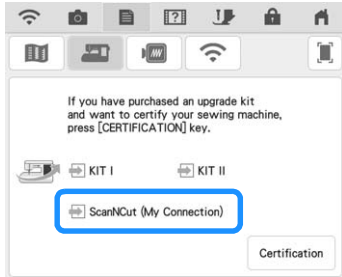 If you have purchased an upgrade kit
and want to certify your sewing machine,
press [CERTIFICATION] key.
KIT I
KIT II
ScanNCut (My Connection)
Certification